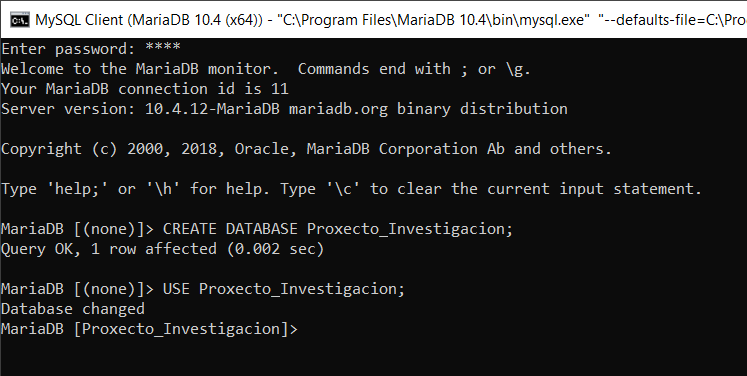 MySQL Client (MariaDB 10.4 (x64)) - "C:\Program Files\MariaDB 10.4\bin\mysql.exe" "--defaults-file=C:\Pro
Enter password: ****
Welcome to the MariaDB monitor.  Commands end with ; or \g.
Your MariaDB connection id is 11
Server version: 10.4.12-MariaDB mariadb.org binary distribution
Copyright (c) 2000, 2018, Oracle, MariaDB Corporation Ab and others.
Type 'help;' or '\h' for help. Type '\c' to clear the current input statement.
MariaDB [(none)]> CREATE DATABASE Proxecto_Investigacion;
Query OK, 1 row affected (0.002 sec)
MariaDB [(none)]> USE Proxecto_Investigacion;
Database changed
MariaDB [Proxecto_Investigacion]>